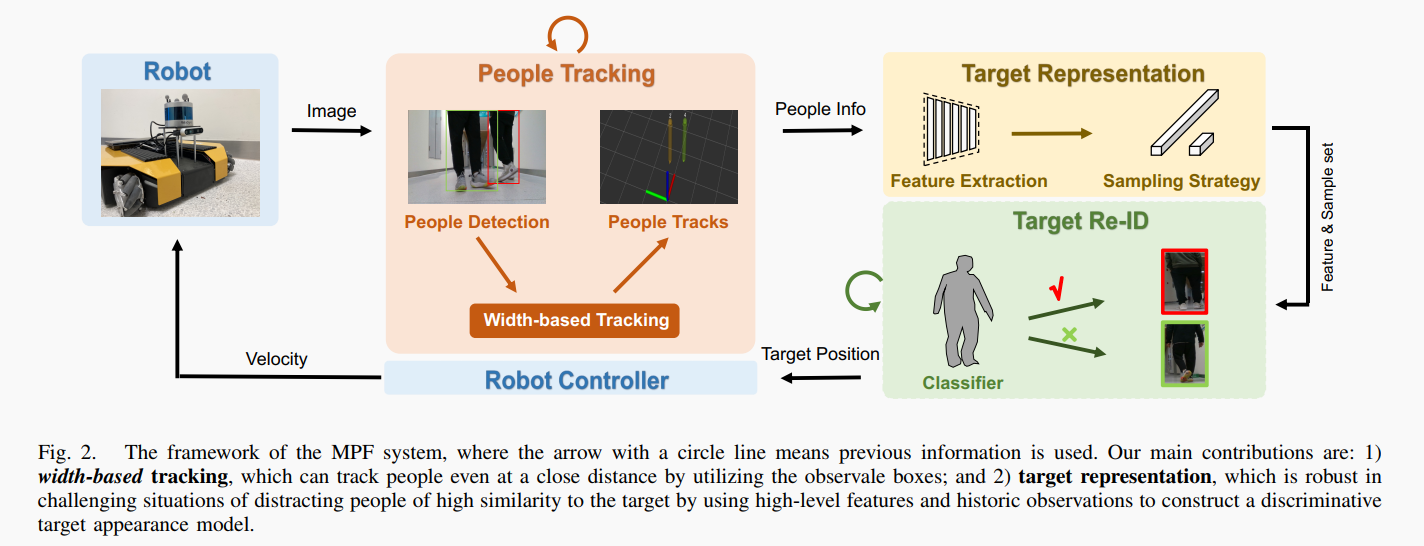 Robot
Image
People Tracking
People Detection
People Tracks
Width-based Tracking
People Info
Target Representation
Feature Extraction
Sampling Strategy
Feature & Sample set
Target Re-ID
Classifier
Target Position
Robot Controller
Velocity
Fig. 2. The framework of the MPF system, where the arrow with a circle line means previous information is used. Our main contributions are: 1)
width-based tracking, which can track people even at a close distance by utilizing the observale boxes; and 2) target representation, which is robust in
challenging situations of distracting people of high similarity to the target by using high-level features and historic observations to construct a discriminative
target appearance model.